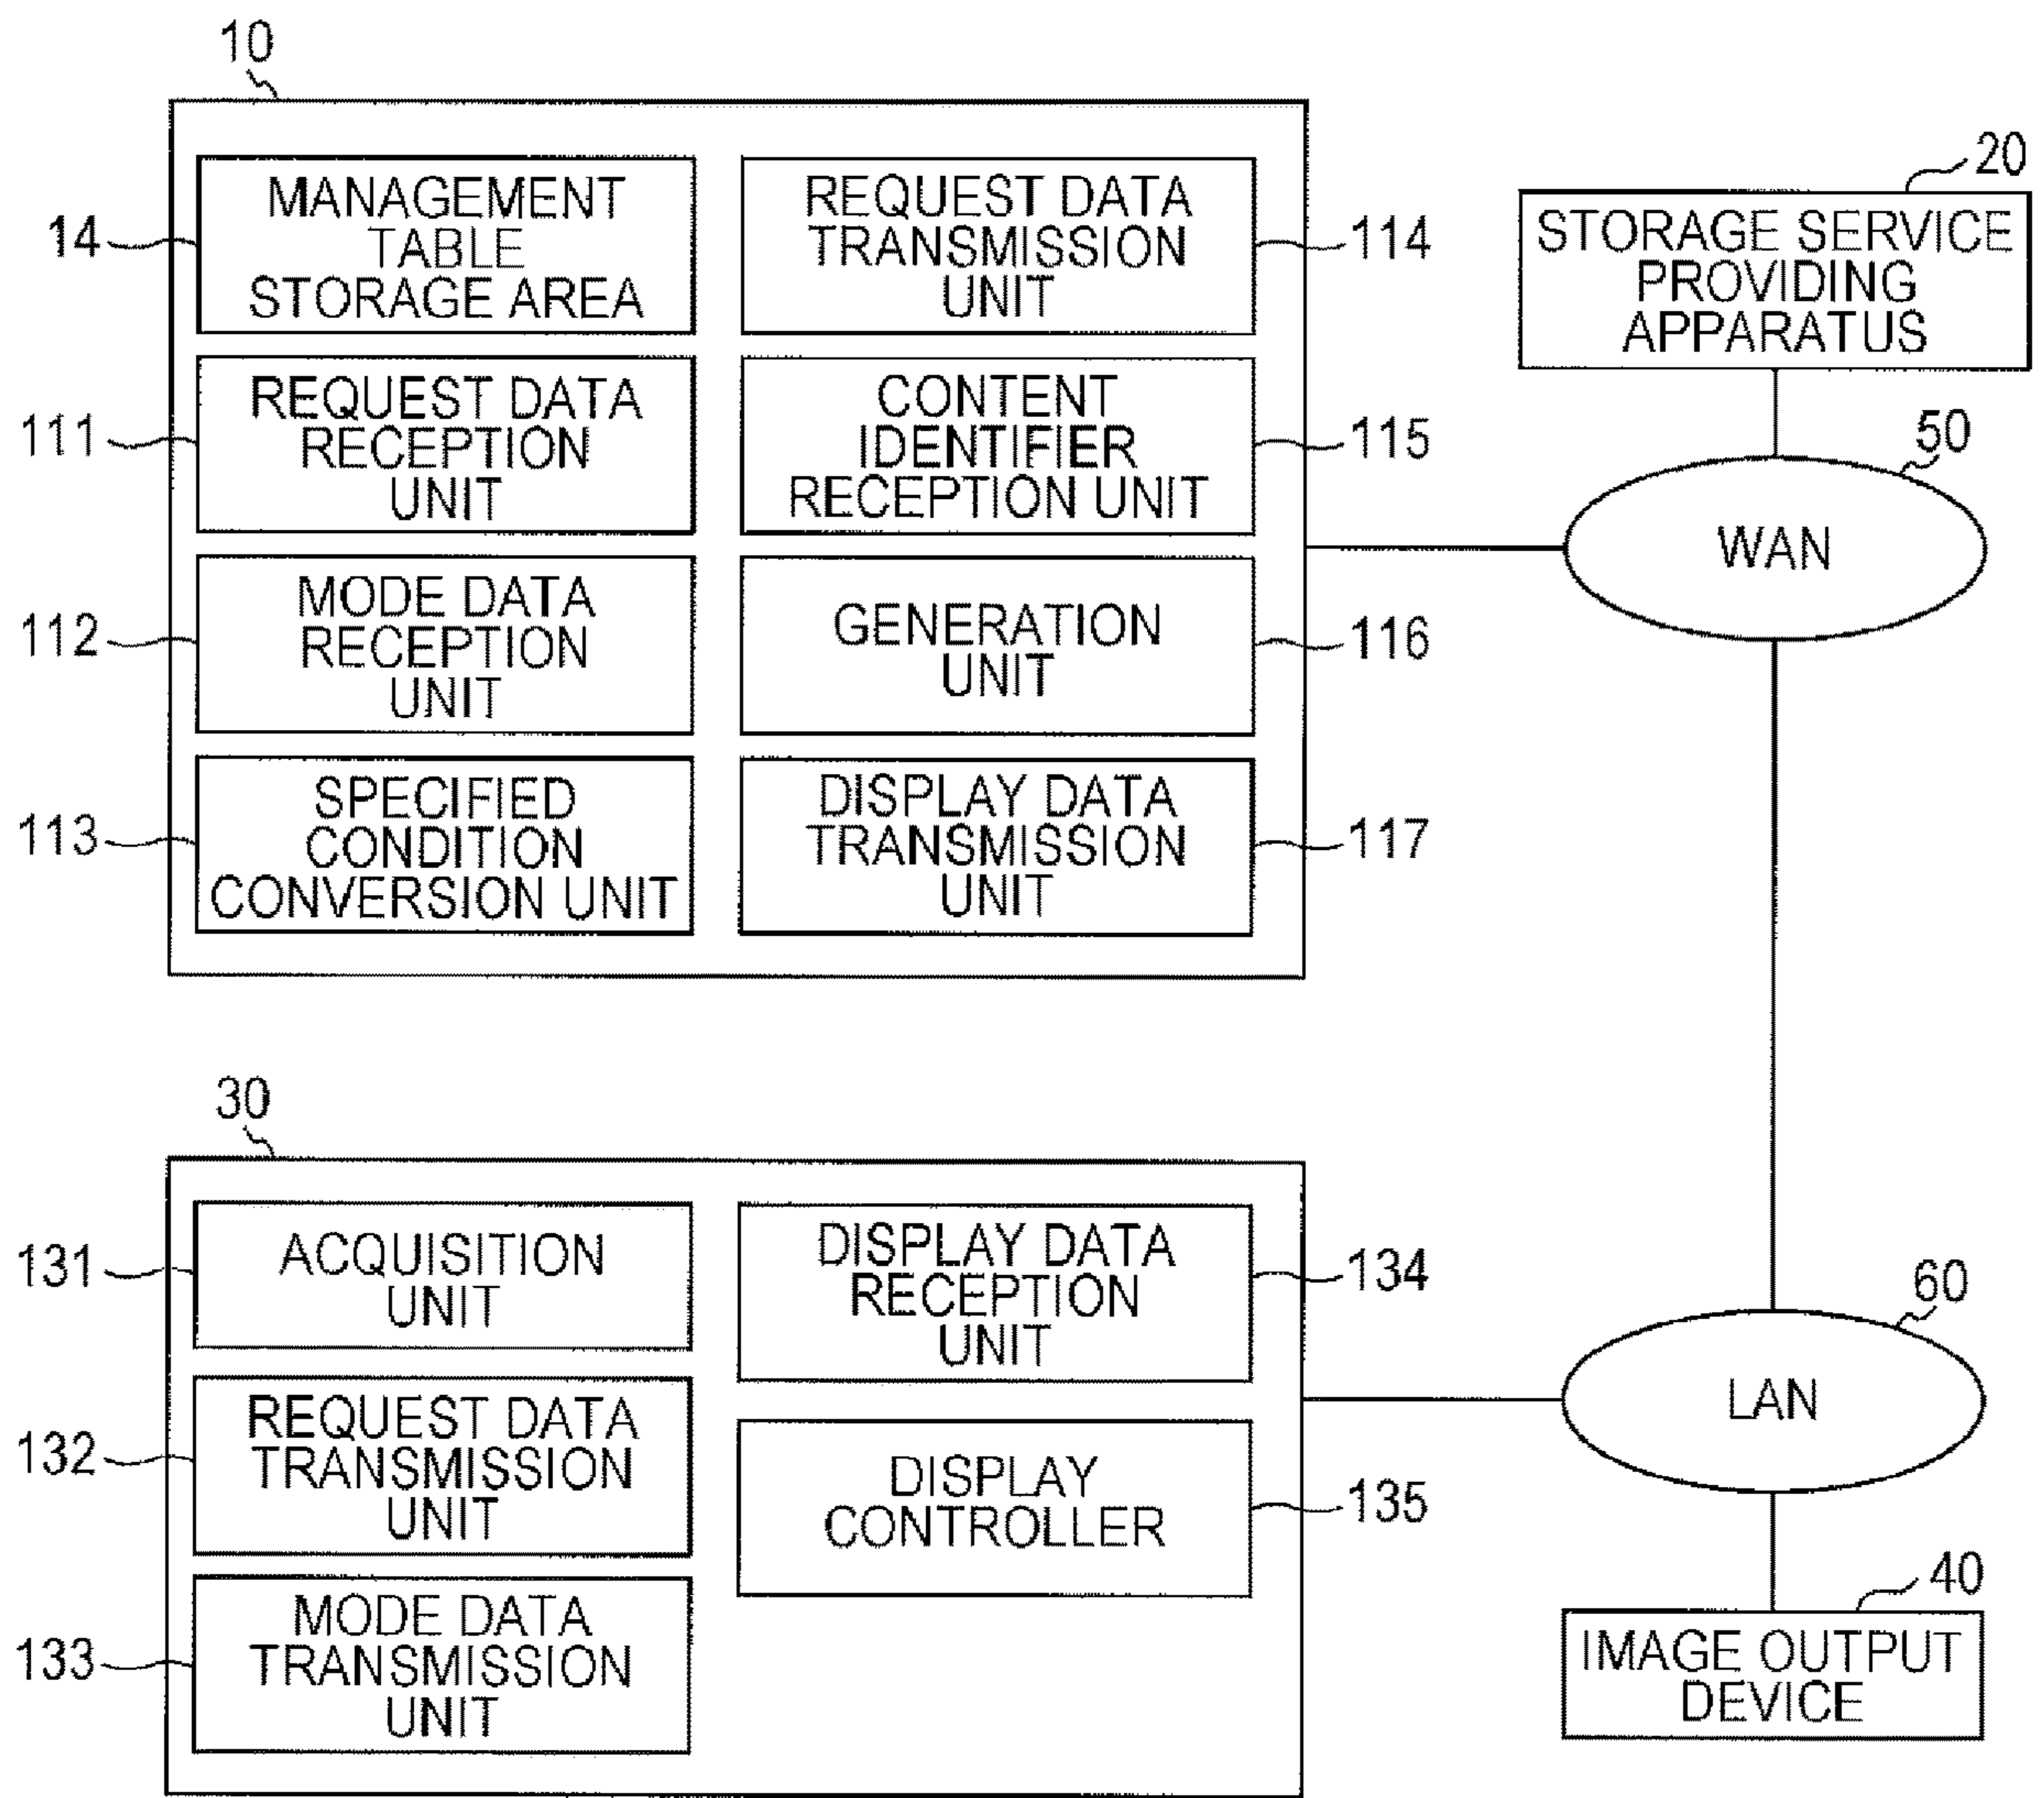 10
14
MANAGEMENT
TABLE
STORAGE AREA
REQUEST DATA
TRANSMISSION
UNIT
114
111
REQUEST DATA
RECEPTION
UNIT
CONTENT
IDENTIFIER
RECEPTION UNIT
115
112
MODE DATA
RECEPTION
UNIT
GENERATION
UNIT
116
113
SPECIFIED
CONDITION
CONVERSION UNIT
DISPLAY DATA
TRANSMISSION
UNIT
117
20
STORAGE SERVICE
PROVIDING
APPARATUS
50
WAN
30
131
ACQUISITION
UNIT
DISPLAY DATA
RECEPTION
UNIT
134
132
REQUEST DATA
TRANSMISSION
UNIT
DISPLAY
CONTROLLER
135
133
MODE DATA
TRANSMISSION
UNIT
60
LAN
40
IMAGE OUTPUT
DEVICE